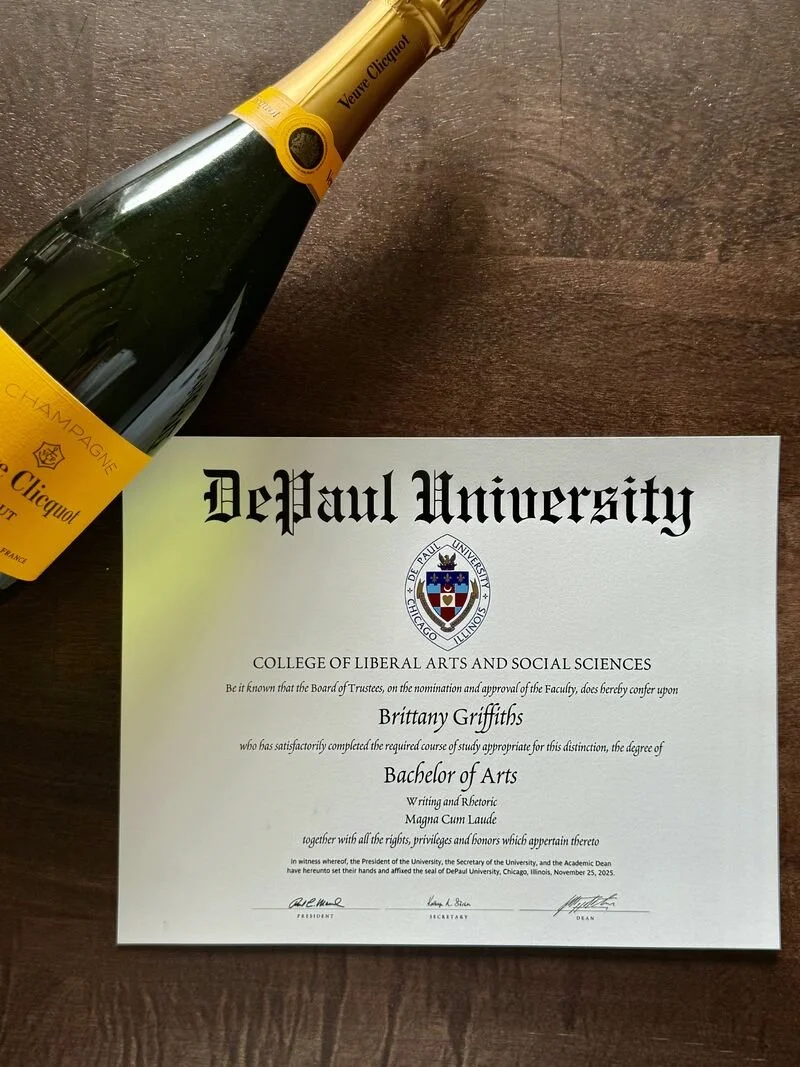 Veuve Clicquot
CHAMPAGNE
Clicquot
FRANCE
DePaul University
DE PAUL UNIVERSITY
CHICAGO ILLINOIS
COLLEGE OF LIBERAL ARTS AND SOCIAL SCIENCES
Be it known that the Board of Trustees, on the nomination and approval of the Faculty, does hereby confer upon
Brittany Griffiths
who has satisfactorily completed the required course of study appropriate for this distinction, the degree of
Bachelor of Arts
Writing and Rhetoric
Magna Cum Laude
together with all the rights, privileges and honors which appertain thereto
In witness whereof, the President of the University, the Secretary of the University, and the Academic Dean
have hereunto set their hands and affixed the seal of DePaul University, Chicago, Illinois, November 25, 2025.
PRESIDENT SECRETARY DEAN